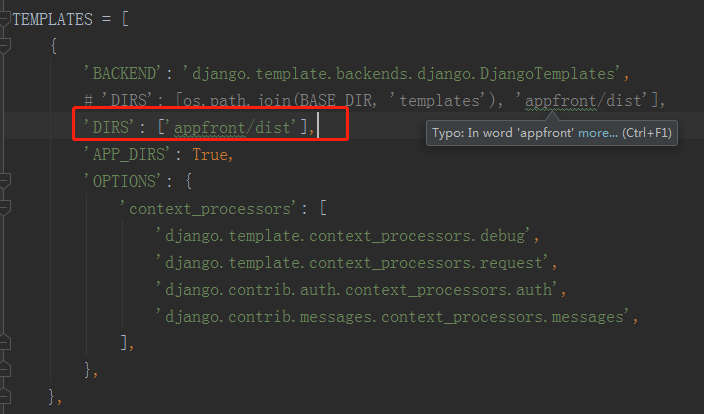 TEMPLATES = [
{
'BACKEND': 'django.template.backends.django.DjangoTemplates',
# 'DIRS': [os.path.join(BASE_DIR, 'templates'), 'appfront/dist'],
'DIRS': ['appfront/dist'],
Typo: In word 'appfront' more... (Ctrl+F1)
'APP_DIRS': True,
'OPTIONS': {
'context_processors': [
'django.template.context_processors.debug',
'django.template.context_processors.request',
'django.contrib.auth.context_processors.auth',
'django.contrib.messages.context_processors.messages',
],
},
},